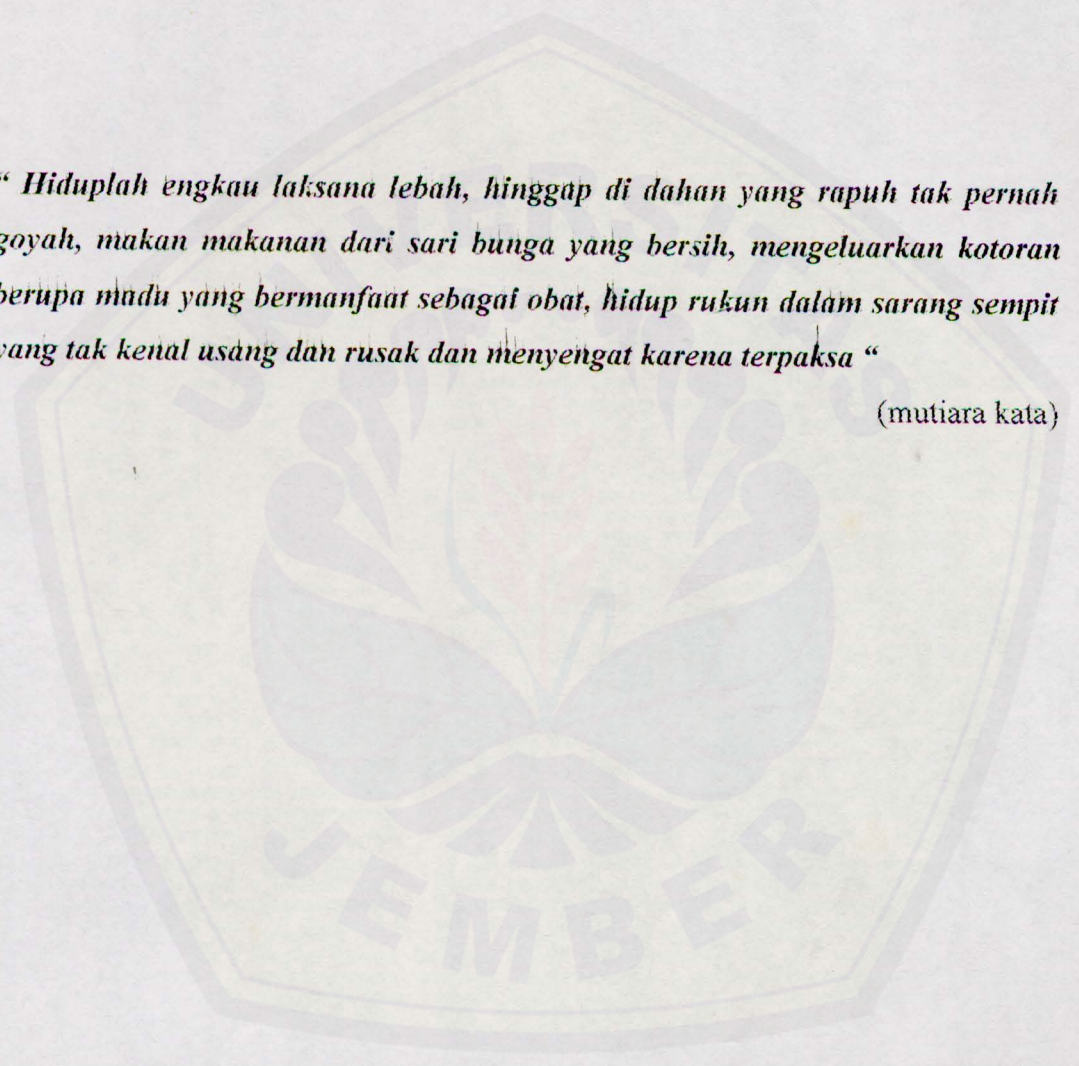 “ Hiduplah engkau laksana lebah, hinggap di dahan yang rapuh tak pernah
goyah, makan makanan dari sari bunga yang bersih, mengeluarkan kotoran
berupa madu yang bermanfaat sebagai obat, hidup rukun dalam sarang sempit
yang tak kenal usang dan rusak dan menyengat karena terpaksa “
(mutiara kata)
UNIVERSITAS
JEMBER